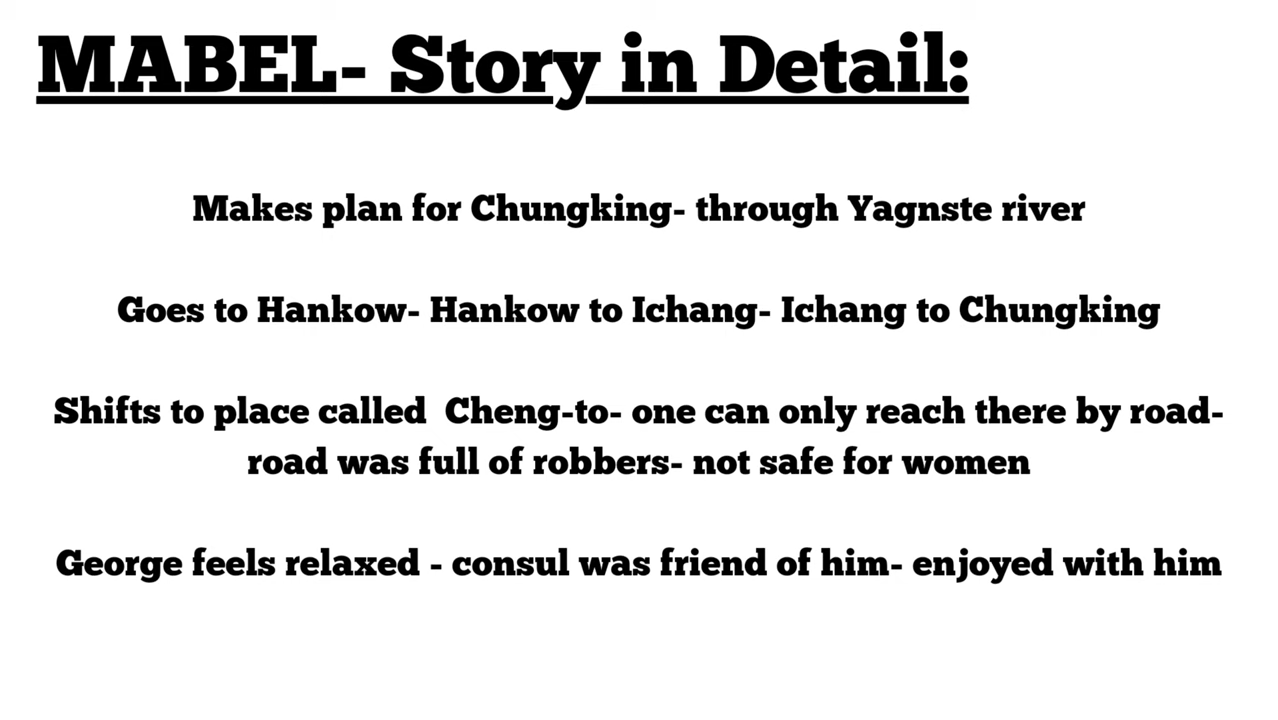 MABEL- Story in Detail:
Makes plan for Chungking- through Yagnste river
Goes to Hankow- Hankow to Ichang- Ichang to Chungking
Shifts to place called  Cheng-to- one can only reach there by road-
road was full of robbers- not safe for women
George feels relaxed - consul was friend of him- enjoyed with him